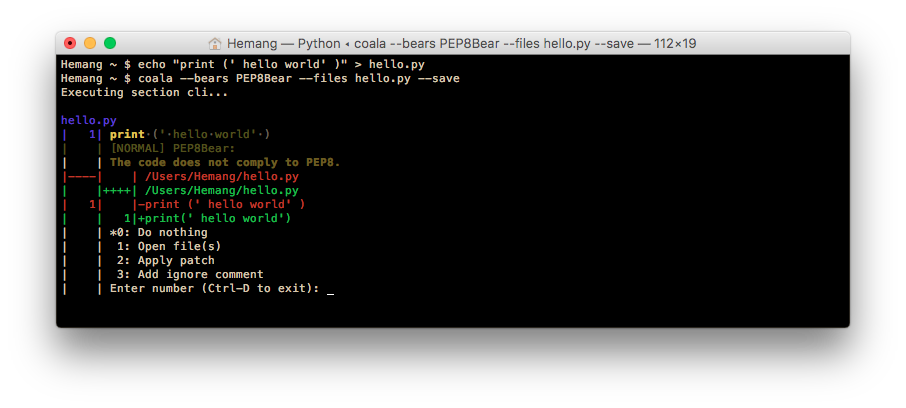 Hemang — Python ◂ coala --bears PEP8Bear --files hello.py --save — 112×19
Hemang ~ $ echo "print (' hello world' )" > hello.py
Hemang ~ $ coala --bears PEP8Bear --files hello.py --save
Executing section cli...
hello.py
|   1| print·('·hello·world'·)
|    | [NORMAL] PEP8Bear:
|    | The code does not comply to PEP8.
|----|    | /Users/Hemang/hello.py
|    |++++| /Users/Hemang/hello.py
|   1|    |-print (' hello world' )
|    |   1|+print(' hello world')
|    | *0: Do nothing
|    |  1: Open file(s)
|    |  2: Apply patch
|    |  3: Add ignore comment
|    | Enter number (Ctrl-D to exit): _